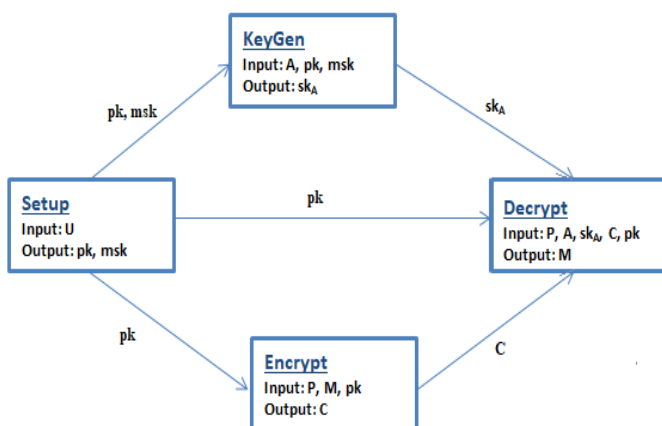 KeyGen
Input: A, pk, msk
Output: skA
pk, msk
skA
Setup
Input: U
Output: pk, msk
pk
Decrypt
Input: P, A, skA, C, pk
Output: M
pk
C
Encrypt
Input: P, M, pk
Output: C